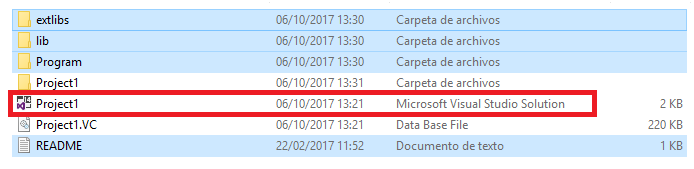 extlibs 06/10/2017 13:30 Carpeta de archivos
lib 06/10/2017 13:30 Carpeta de archivos
Program 06/10/2017 13:30 Carpeta de archivos
Project1 06/10/2017 13:31 Carpeta de archivos
Project1 06/10/2017 13:21 Microsoft Visual Studio Solution 2 KB
Project1.VC 06/10/2017 13:21 Data Base File 220 KB
README 22/02/2017 11:52 Documento de texto 1 KB